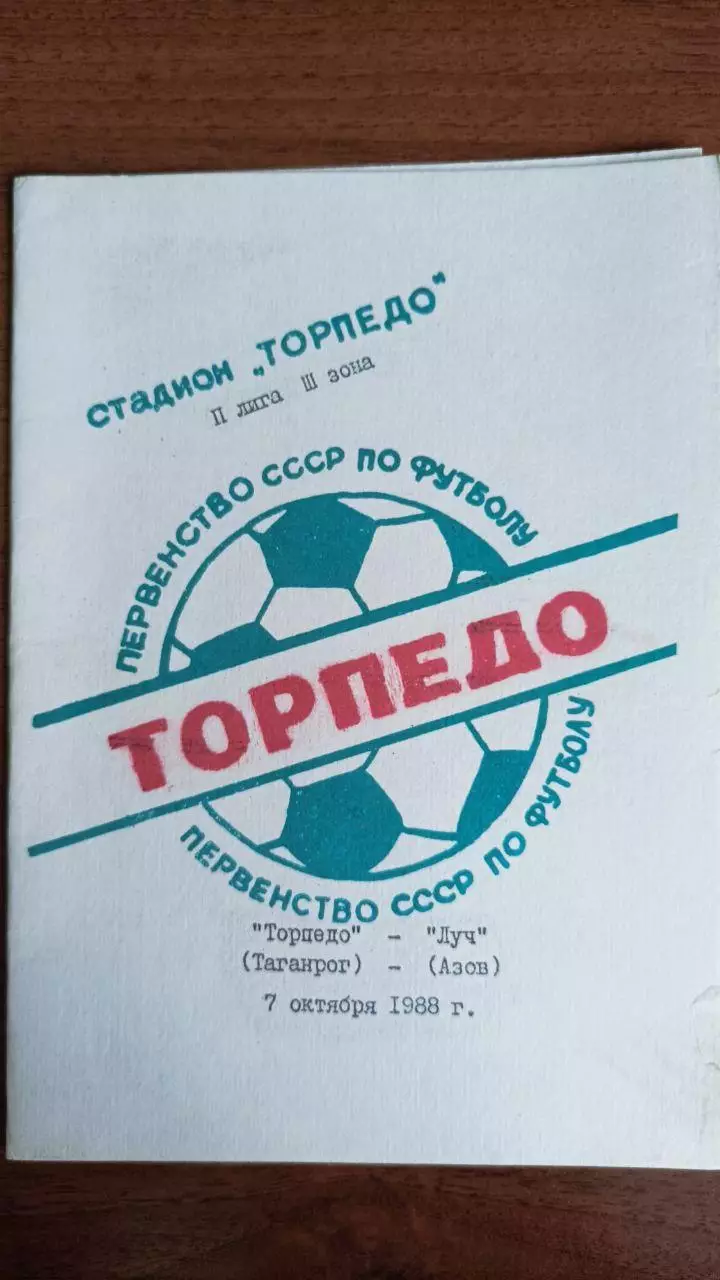 стадион „ТОРПЕДО"
II лига III зона
ПЕРВЕНСТВО СССР ПО ФУТБОЛУ
ТОРПЕДО
ПЕРВЕНСТВО СССР ПО ФУТБОЛУ
"Торпедо" - "Луч"
(Таганрог) - (Азов)
7 октября 1988 г.